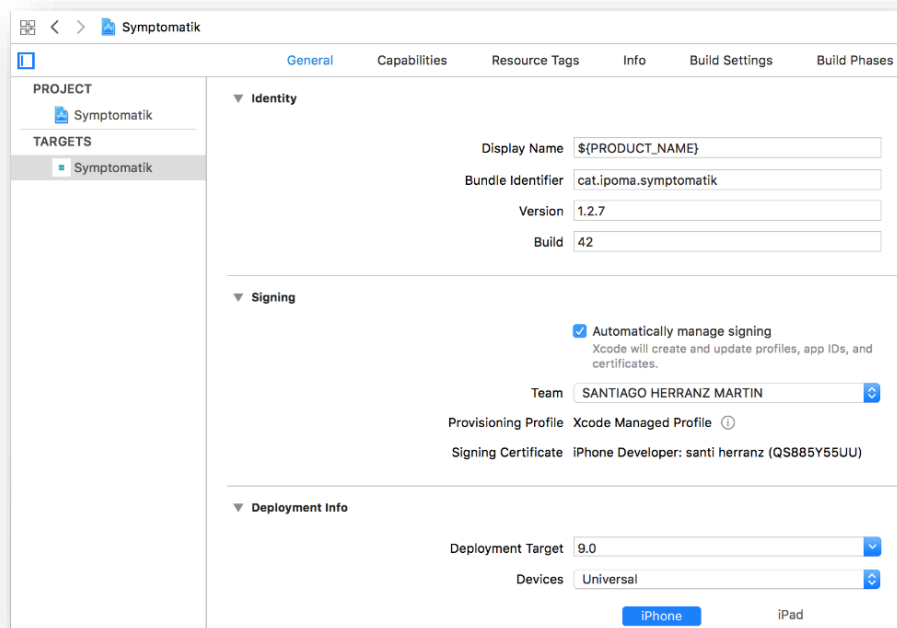 Symptomatik
General Capabilities Resource Tags Info Build Settings Build Phases
PROJECT
Symptomatik
TARGETS
Symptomatik
Identity
Display Name ${PRODUCT_NAME}
Bundle Identifier cat.ipoma.symptomatik
Version 1.2.7
Build 42
Signing
Automatically manage signing
Xcode will create and update profiles, app IDs, and
certificates.
Team SANTIAGO HERRANZ MARTIN
Provisioning Profile Xcode Managed Profile
Signing Certificate iPhone Developer: santi herranz (QS885Y55UU)
Deployment Info
Deployment Target 9.0
Devices Universal
iPhone iPad